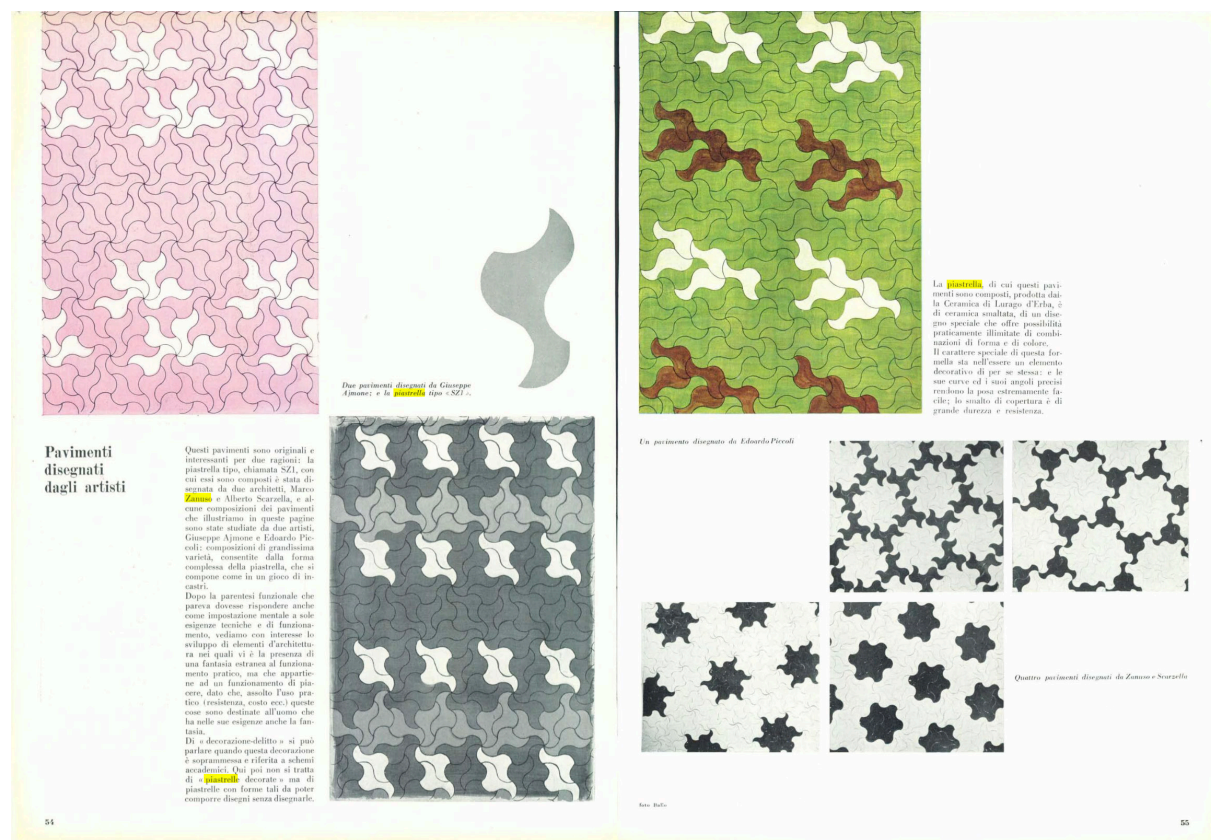 Due pavimenti disegnati da Giuseppe
Ajmone; e la piastrella tipo «SZ1».
Pavimenti
disegnati
dagli artisti
Questi pavimenti sono originali e
interessanti per due ragioni: la
piastrella tipo, chiamata SZ1, con
cui essi sono composti è stata di-
segnata da due architetti, Marco
Zanuso e Alberto Scarzella, e al-
cune composizioni dei pavimenti
che illustriamo in queste pagine
sono state studiate da due artisti,
Giuseppe Ajmone e Edoardo Pic-
coli: composizioni di grandissima
varietà, consentite dalla forma
complessa della piastrella, che si
compone come in un gioco di in-
castri.
Dopo la parentesi funzionale che
pareva dovesse rispondere anche
come impostazione mentale a sole
esigenze tecniche e di funziona-
mento, vediamo con interesse lo
sviluppo di elementi d'architettu-
ra nei quali vi è la presenza di
una fantasia estranea al funziona-
mento pratico, ma che appartie-
ne ad un funzionamento di pia-
cere, dato che, assolto l'uso pra-
tico (resistenza, costo ecc.) queste
cose sono destinate all'uomo che
ha nelle sue esigenze anche la fan-
tasia.
Di « decorazione-delitto » si può
parlare quando questa decorazione
è soprammessa e riferita a schemi
accademici. Qui poi non si tratta
di « piastrelle decorate » ma di
piastrelle con forme tali da poter
comporre disegni senza disegnarle.
54
La piastrella, di cui questi pavi-
menti sono composti, prodotta dal-
la Ceramica di Lurago d'Erba, è
di ceramica smaltata, di un dise-
gno speciale che offre possibilità
praticamente illimitate di combi-
nazioni di forma e di colore.
Il carattere speciale di questa for-
mella sta nell'essere un elemento
decorativo di per se stessa: e le
sue curve ed i suoi angoli precisi
rendono la posa estremamente fa-
cile; lo smalto di copertura è di
grande durezza e resistenza.
Un pavimento disegnato da Edoardo Piccoli
Quattro pavimenti disegnati da Zanuso e Scarzella
foto
55